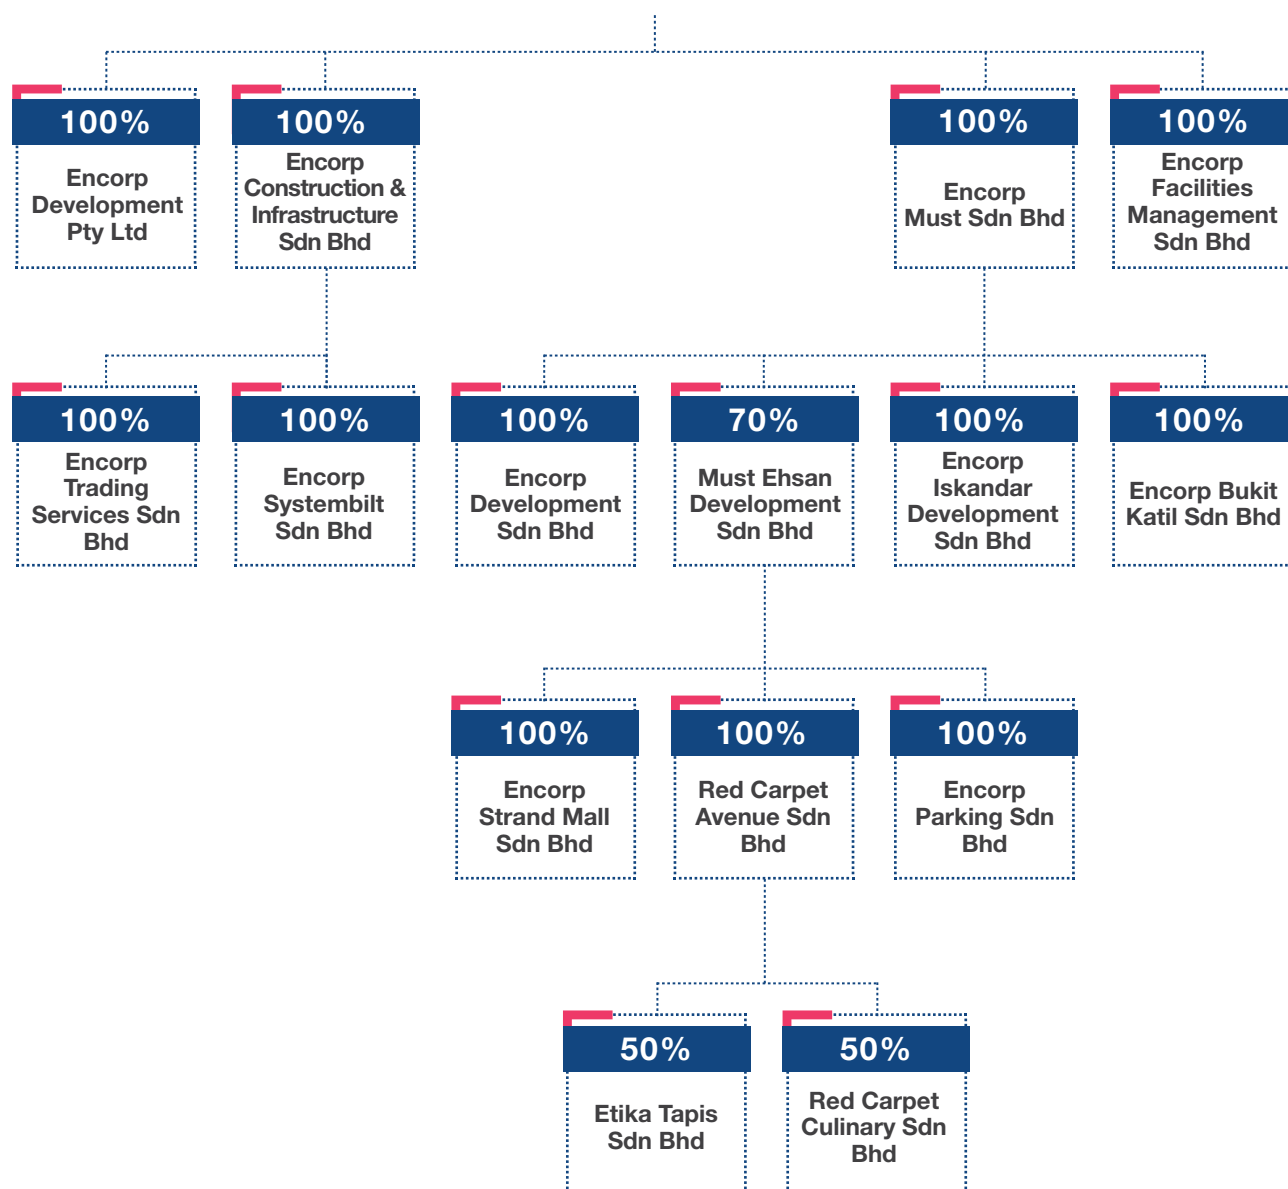 100%
Encorp
Development
Pty Ltd
100%
Encorp
Construction &
Infrastructure
Sdn Bhd
100%
Encorp
Must Sdn Bhd
100%
Encorp
Facilities
Management
Sdn Bhd
100%
Encorp
Trading
Services Sdn
Bhd
100%
Encorp
Systembilt
Sdn Bhd
100%
Encorp
Development
Sdn Bhd
70%
Must Ehsan
Development
Sdn Bhd
100%
Encorp
Iskandar
Development
Sdn Bhd
100%
Encorp Bukit
Katil Sdn Bhd
100%
Encorp
Strand Mall
Sdn Bhd
100%
Red Carpet
Avenue Sdn
Bhd
100%
Encorp
Parking Sdn
Bhd
50%
Etika Tapis
Sdn Bhd
50%
Red Carpet
Culinary Sdn
Bhd